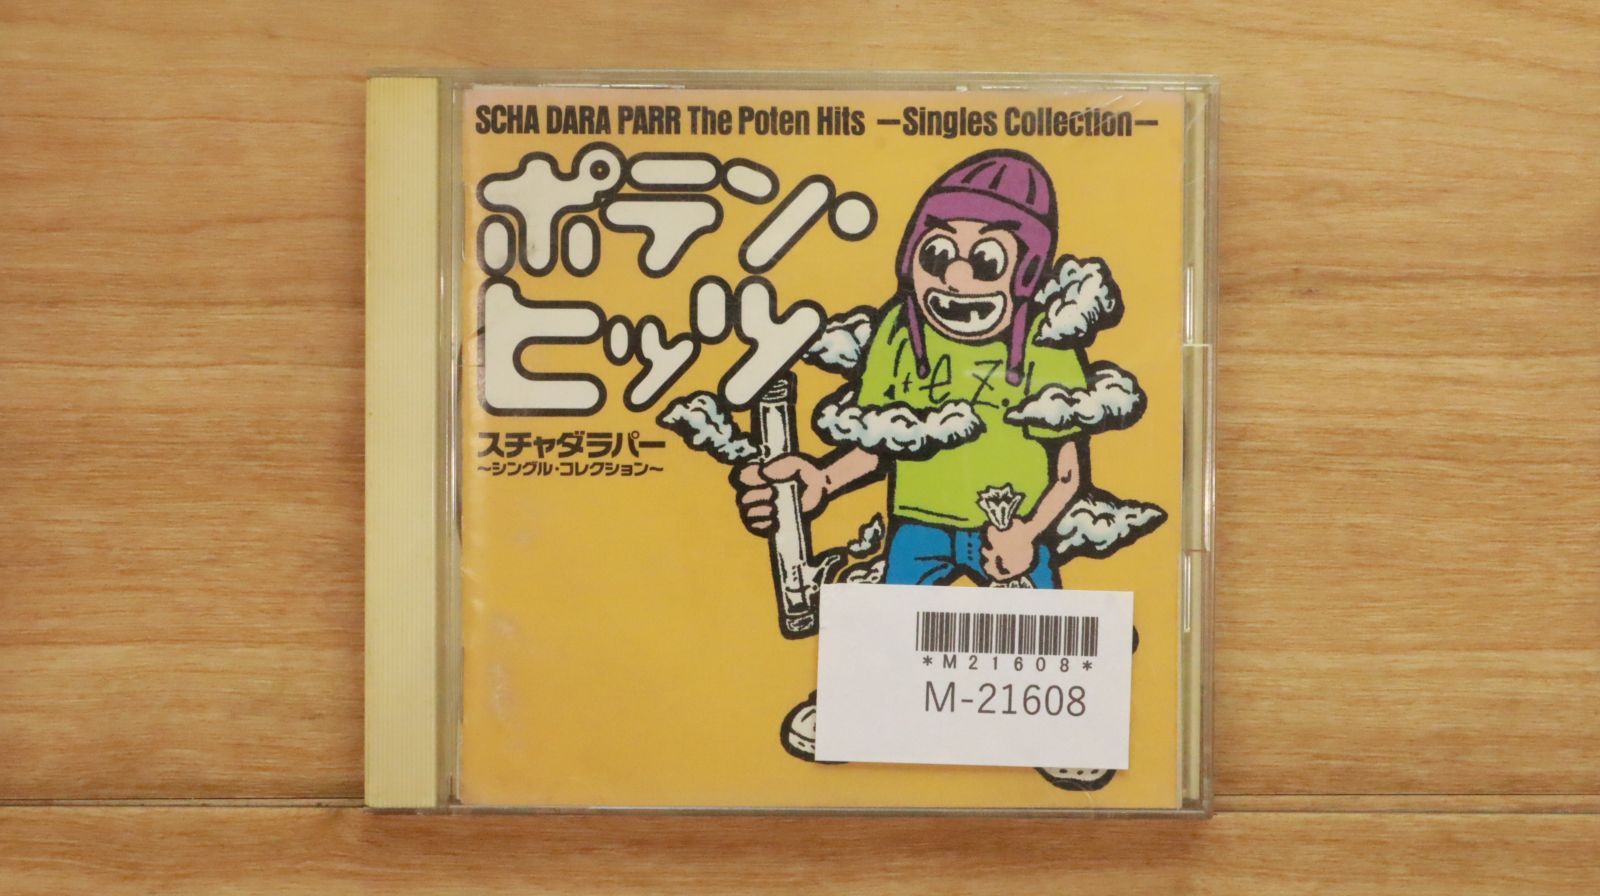 SCHA DARA PARR The Poten Hits —Singles Collection—
ポテン・
ヒッツ
スチャダラパー
～シングル・コレクション～
*M21608*
M-21608